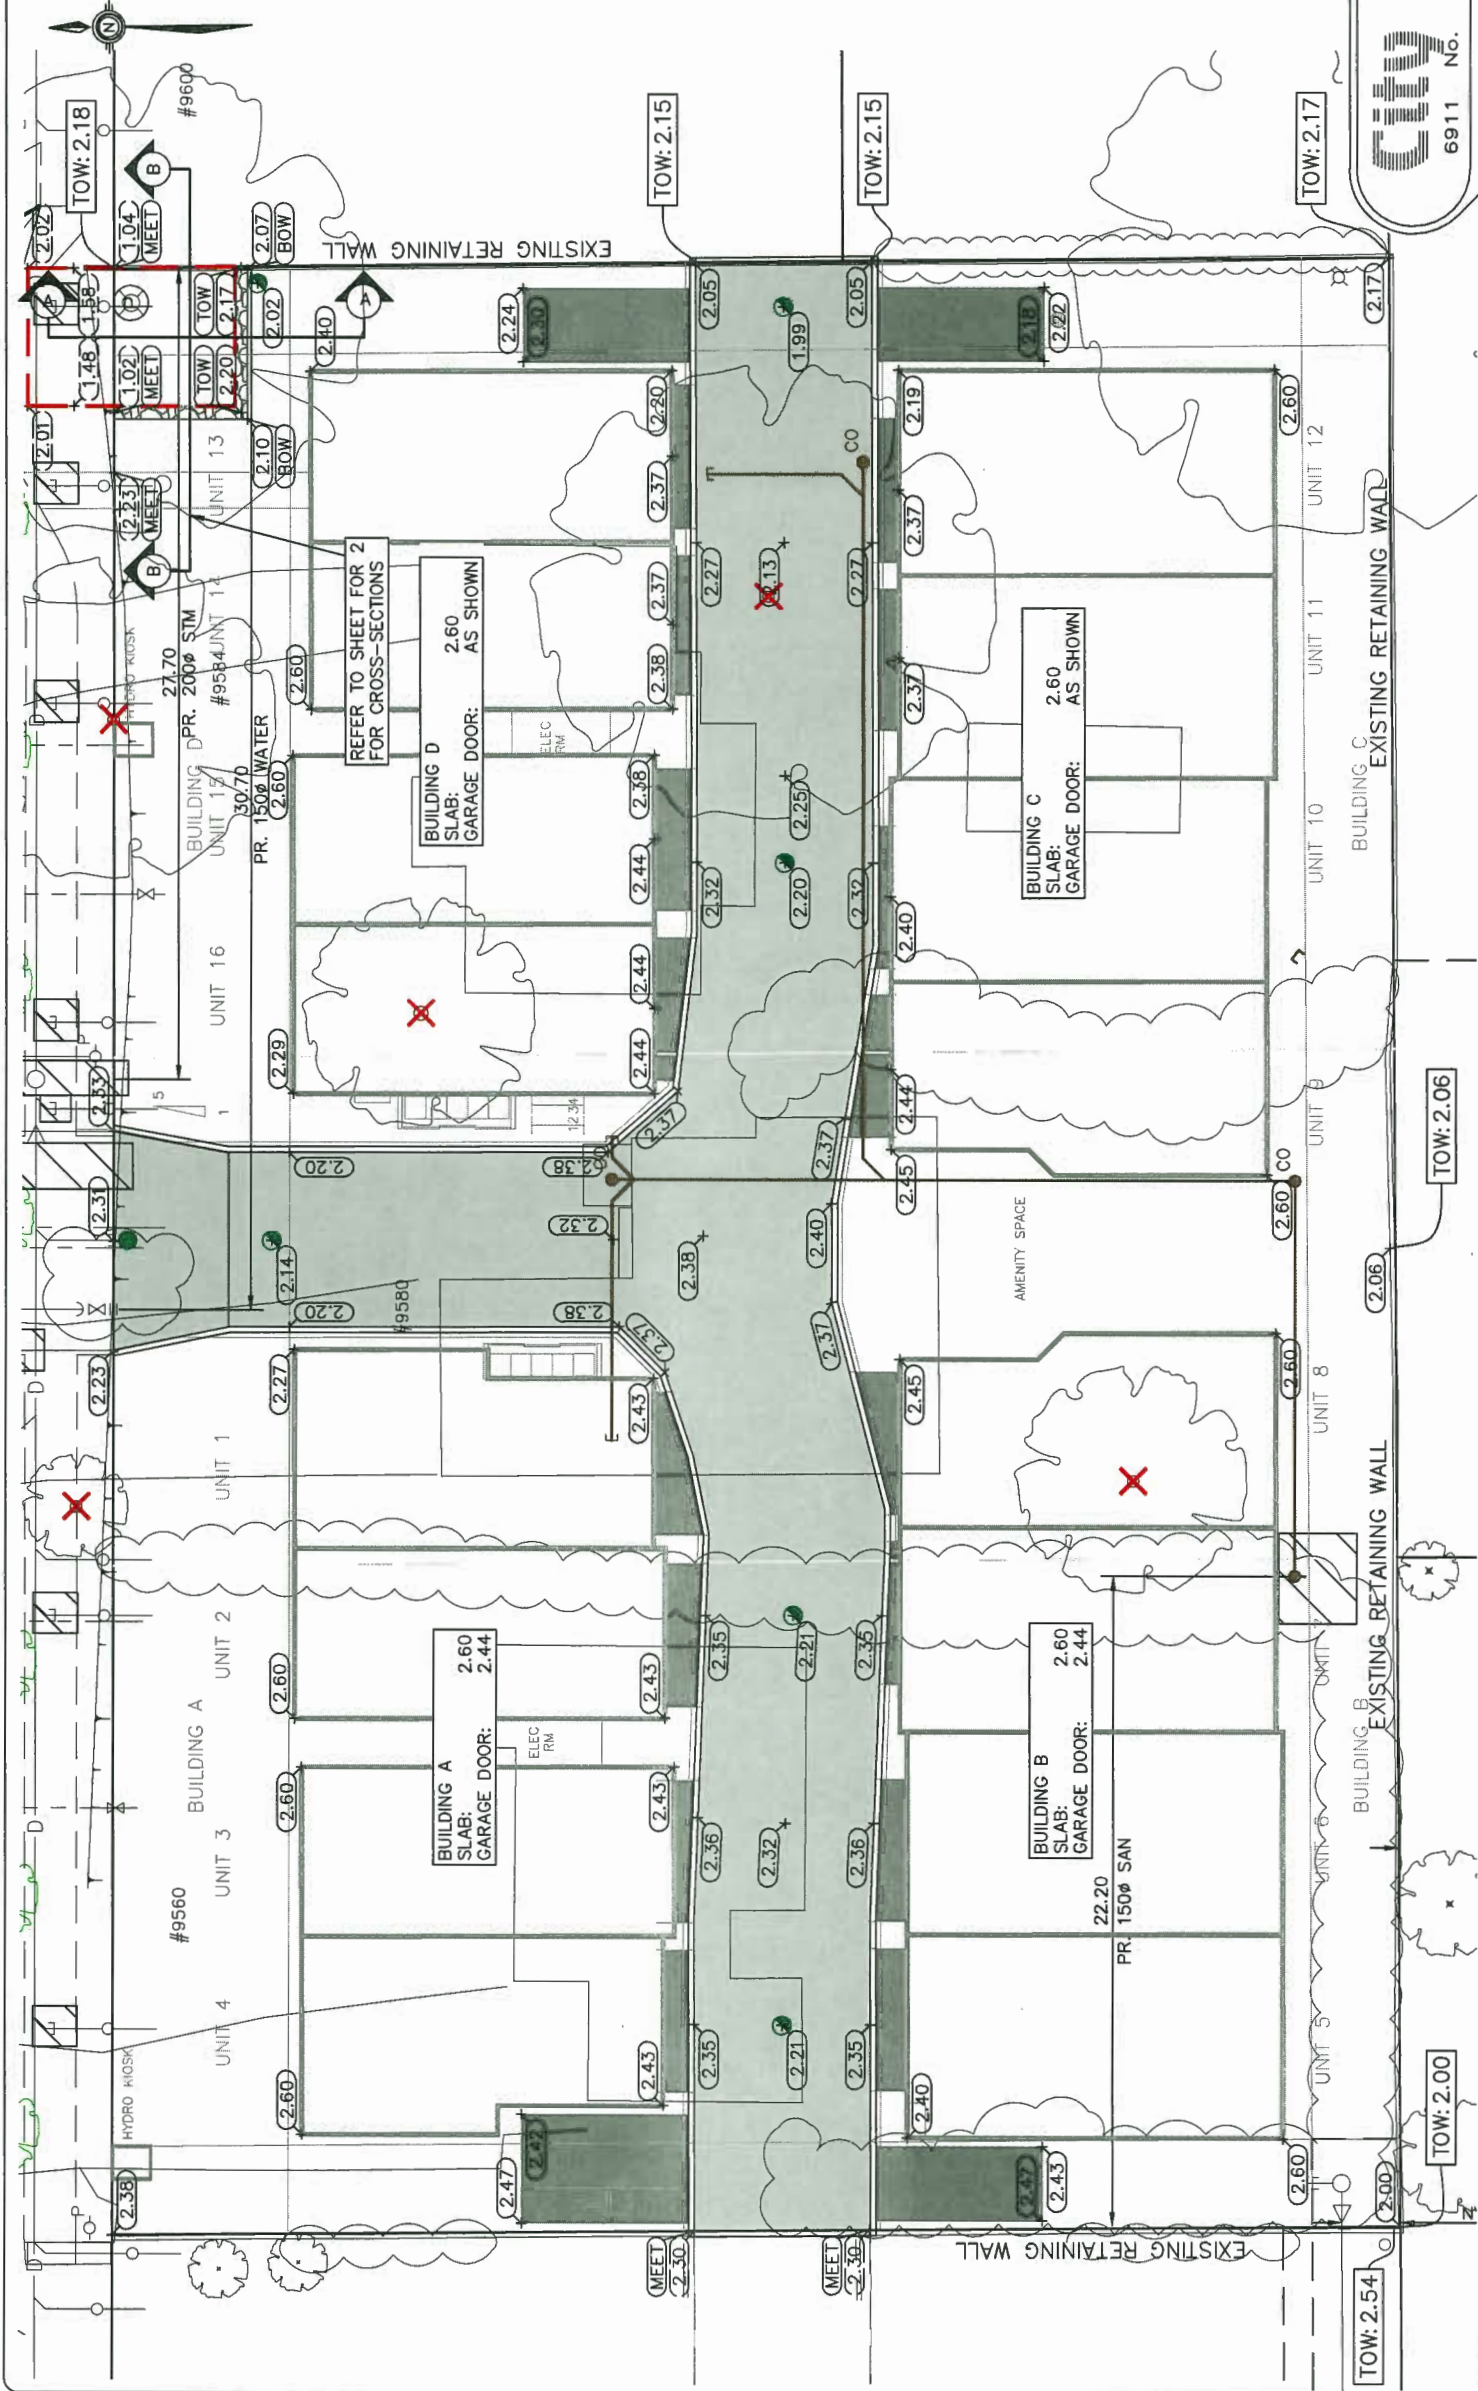 N
#9600
TOW: 2.18
2.38
2.23
2.31
2.33
2.01
2.02
1.48
1.58
1.02
MEET
1.04
MEET
2.23
MEET
HYDRO KIOSK
HYDRO KIOSK
#9560
BUILDING A
UNIT 4
UNIT 3
UNIT 2
UNIT 1
5
1
UNIT 16
BUILDING D
UNIT 15
#9584
UNIT 14
UNIT 13
27.70
PR. 200ø STM
30.70
PR. 150ø WATER
TOW
2.20
TOW
2.17
2.10
BOW
2.02
2.07
BOW
B
B
A
A
2.60
2.60
2.60
2.27
2.20
2.14
2.20
2.29
2.60
2.60
2.40
REFER TO SHEET FOR 2
FOR CROSS-SECTIONS
#9580
BUILDING A
SLAB: 2.60
GARAGE DOOR: 2.44
BUILDING D
SLAB: 2.60
GARAGE DOOR: AS SHOWN
ELEC
RM
ELEC
RM
1234
2.47
2.42
2.24
2.30
EXISTING RETAINING WALL
2.38
2.32
2.38
2.43
2.43
2.43
2.43
2.37
2.37
2.44
2.44
2.44
2.38
2.38
2.37
2.37
2.20
MEET
2.30
2.35
2.36
2.35
2.38
2.32
2.27
2.05
TOW: 2.15
2.21
2.32
2.21
2.20
2.25
2.13
1.99
MEET
2.30
2.35
2.36
2.35
2.37
2.40
2.37
2.32
2.27
2.05
CO
TOW: 2.15
2.40
2.45
2.45
2.44
2.40
2.37
2.37
2.19
EXISTING RETAINING WALL
2.47
2.43
2.18
2.22
BUILDING B
SLAB: 2.60
GARAGE DOOR: 2.44
AMENITY SPACE
BUILDING C
SLAB: 2.60
GARAGE DOOR: AS SHOWN
22.20
PR. 150ø SAN
2.60
2.60
2.60
CO
2.60
UNIT 5
UNIT 6
UNIT
UNIT 8
UNIT 9
UNIT 10
UNIT 11
UNIT 12
TOW: 2.17
BUILDING B
BUILDING C
TOW: 2.54
2.00
EXISTING RETAINING WALL
2.06
EXISTING RETAINING WALL
2.17
TOW: 2.00
TOW: 2.06
City
6911 No.